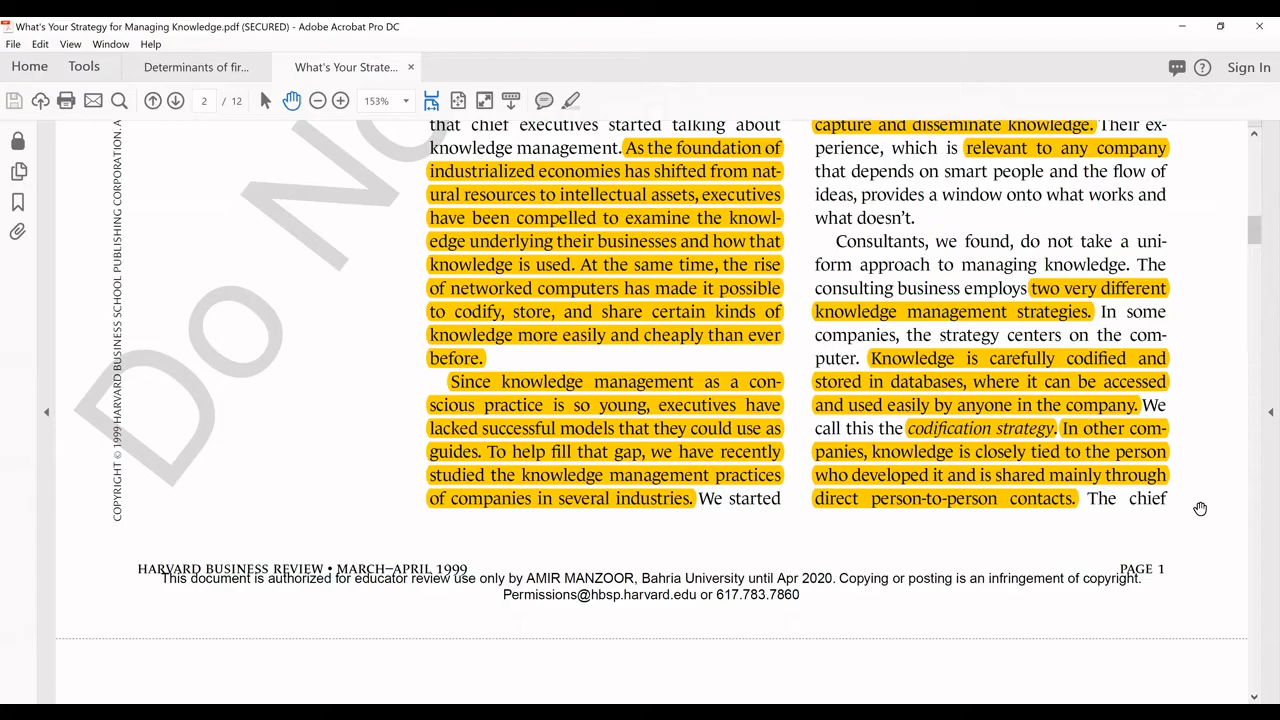 What's Your Strategy for Managing Knowledge.pdf (SECURED) - Adobe Acrobat Pro DC
File Edit View Window Help
Home Tools Determinants of fir... What's Your Strate... × Sign In
2 / 12 153%
that chief executives started talking about
knowledge management. As the foundation of
industrialized economies has shifted from nat-
ural resources to intellectual assets, executives
have been compelled to examine the knowl-
edge underlying their businesses and how that
knowledge is used. At the same time, the rise
of networked computers has made it possible
to codify, store, and share certain kinds of
knowledge more easily and cheaply than ever
before.
Since knowledge management as a con-
scious practice is so young, executives have
lacked successful models that they could use as
guides. To help fill that gap, we have recently
studied the knowledge management practices
of companies in several industries. We started
capture and disseminate knowledge. Their ex-
perience, which is relevant to any company
that depends on smart people and the flow of
ideas, provides a window onto what works and
what doesn't.
Consultants, we found, do not take a uni-
form approach to managing knowledge. The
consulting business employs two very different
knowledge management strategies. In some
companies, the strategy centers on the com-
puter. Knowledge is carefully codified and
stored in databases, where it can be accessed
and used easily by anyone in the company. We
call this the codification strategy. In other com-
panies, knowledge is closely tied to the person
who developed it and is shared mainly through
direct person-to-person contacts. The chief
COPYRIGHT © 1999 HARVARD BUSINESS SCHOOL PUBLISHING CORPORATION. A
DO NO
HARVARD BUSINESS REVIEW • MARCH–APRIL 1999 PAGE 1
This document is authorized for educator review use only by AMIR MANZOOR, Bahria University until Apr 2020. Copying or posting is an infringement of copyright.
Permissions@hbsp.harvard.edu or 617.783.7860